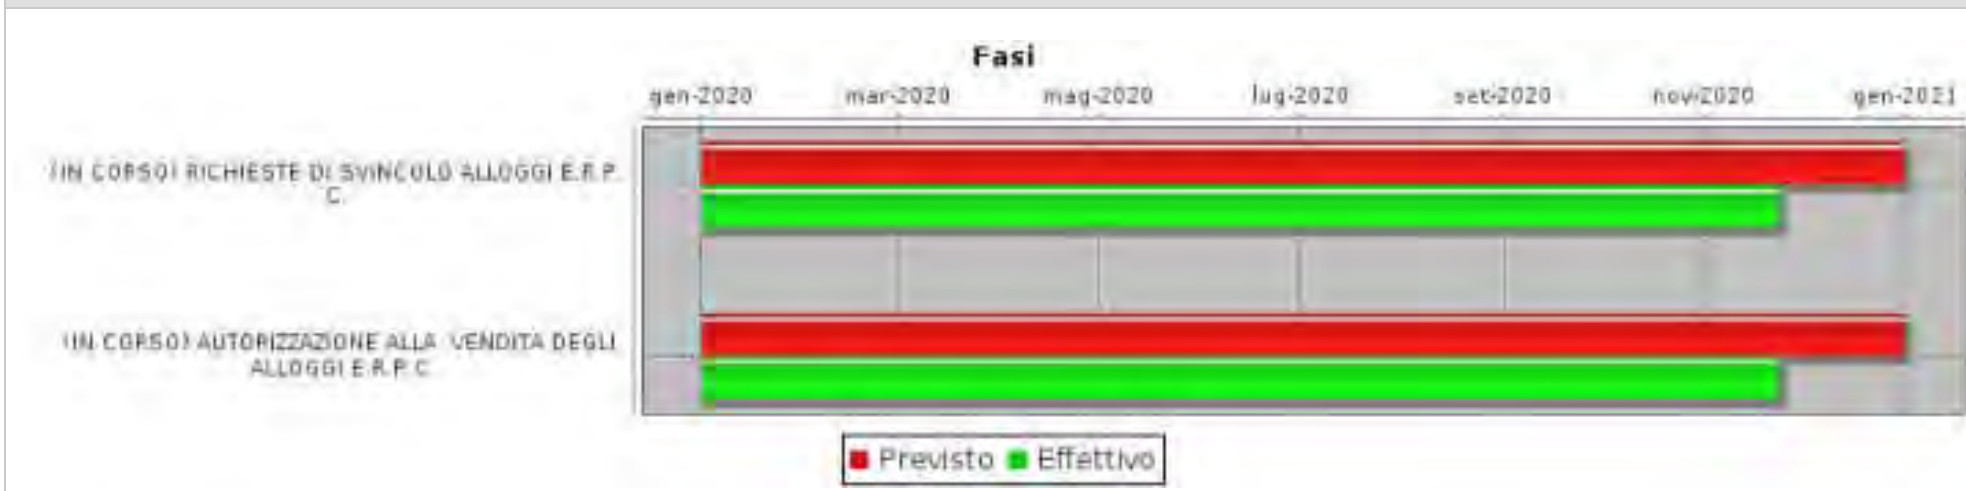 Fasi
gen-2020 mar-2020 mag-2020 lug-2020 set-2020 nov-2020 gen-2021
(IN CORSO) RICHIESTE DI SVINCOLO ALLOGGI E.R.P.
C.
(IN CORSO) AUTORIZZAZIONE ALLA VENDITA DEGLI
ALLOGGI E.R.P.C.
Previsto Effettivo